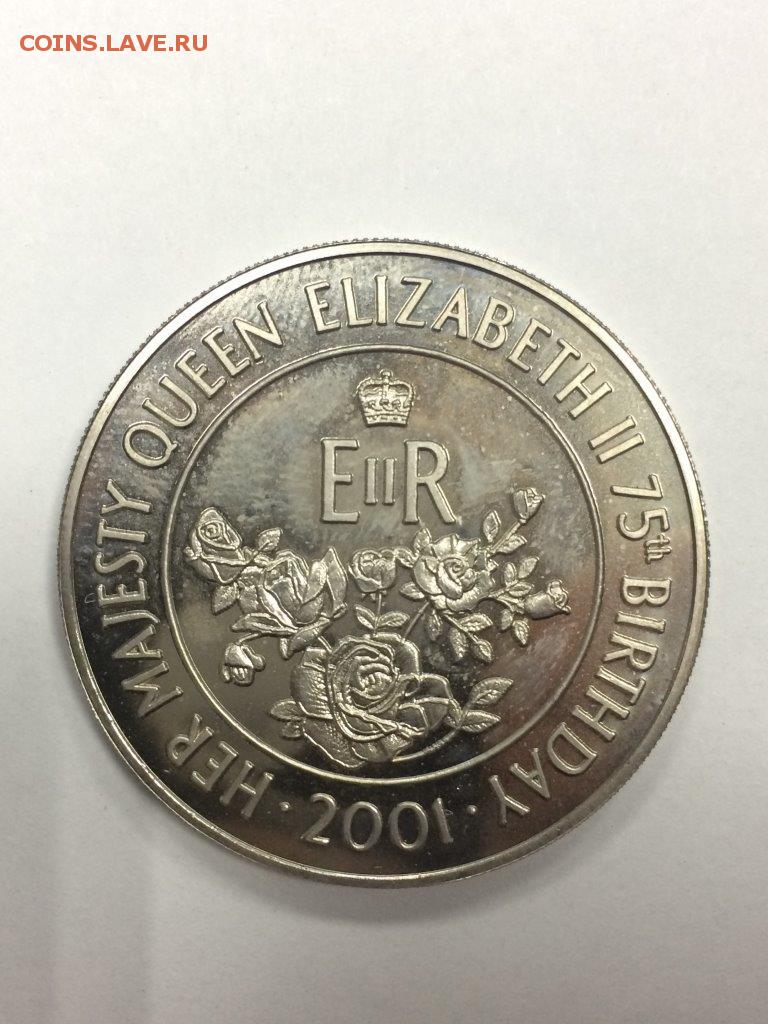 COINS.LAVE.RU
HER MAJESTY QUEEN ELIZABETH II 75th BIRTHDAY
· 2001 ·
EIIR